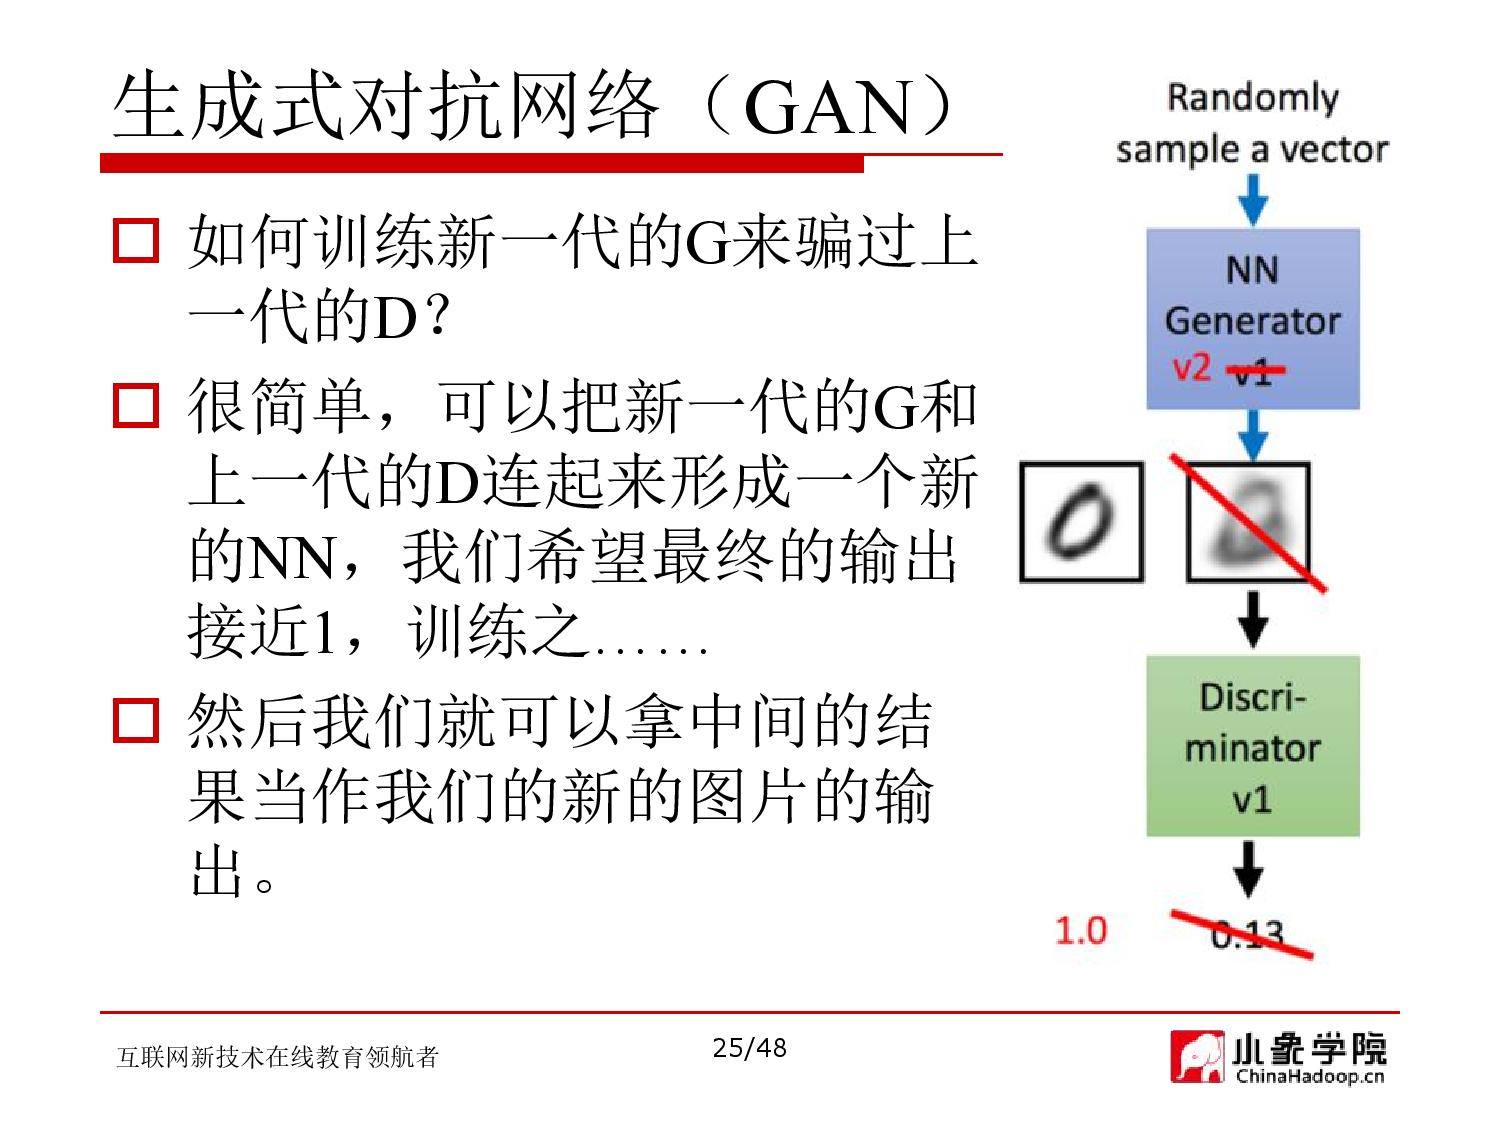 生成式对抗网络（GAN）
如何训练新一代的G来骗过上
一代的D？
很简单，可以把新一代的G和
上一代的D连起来形成一个新
的NN，我们希望最终的输出
接近1，训练之……
然后我们就可以拿中间的结
果当作我们的新的图片的输
出。
Randomly
sample a vector
NN
Generator
v2 v1
Discri-
minator
v1
1.0 0.13
互联网新技术在线教育领航者
25/48
小象学院
ChinaHadoop.cn